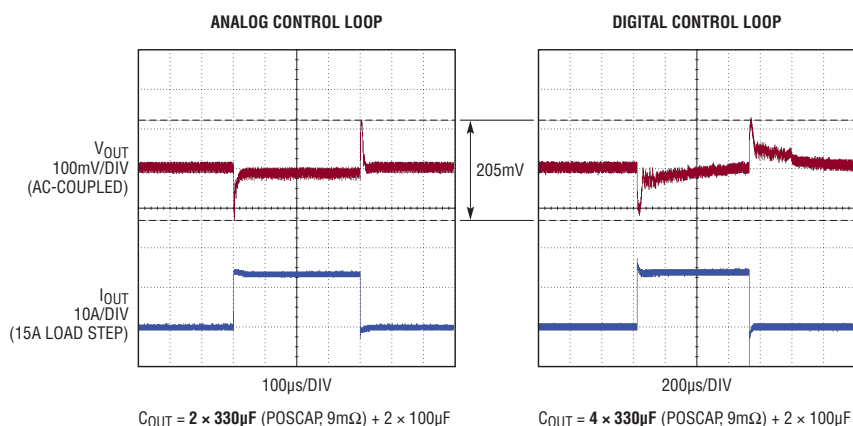 ANALOG CONTROL LOOP
DIGITAL CONTROL LOOP
VOUT
100mV/DIV
(AC-COUPLED)
205mV
IOUT
10A/DIV
(15A LOAD STEP)
100µs/DIV
200µs/DIV
COUT = 2 × 330µF (POSCAP, 9mΩ) + 2 × 100µF
COUT = 4 × 330µF (POSCAP, 9mΩ) + 2 × 100µF